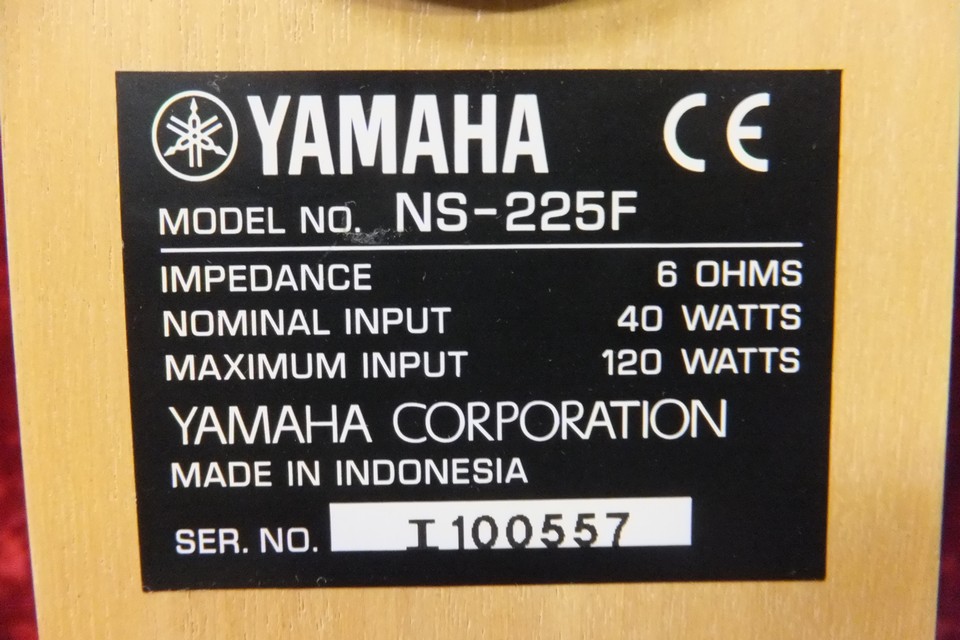 YAMAHA CE
MODEL NO. NS-225F
IMPEDANCE 6 OHMS
NOMINAL INPUT 40 WATTS
MAXIMUM INPUT 120 WATTS
YAMAHA CORPORATION
MADE IN INDONESIA
SER. NO. I100557